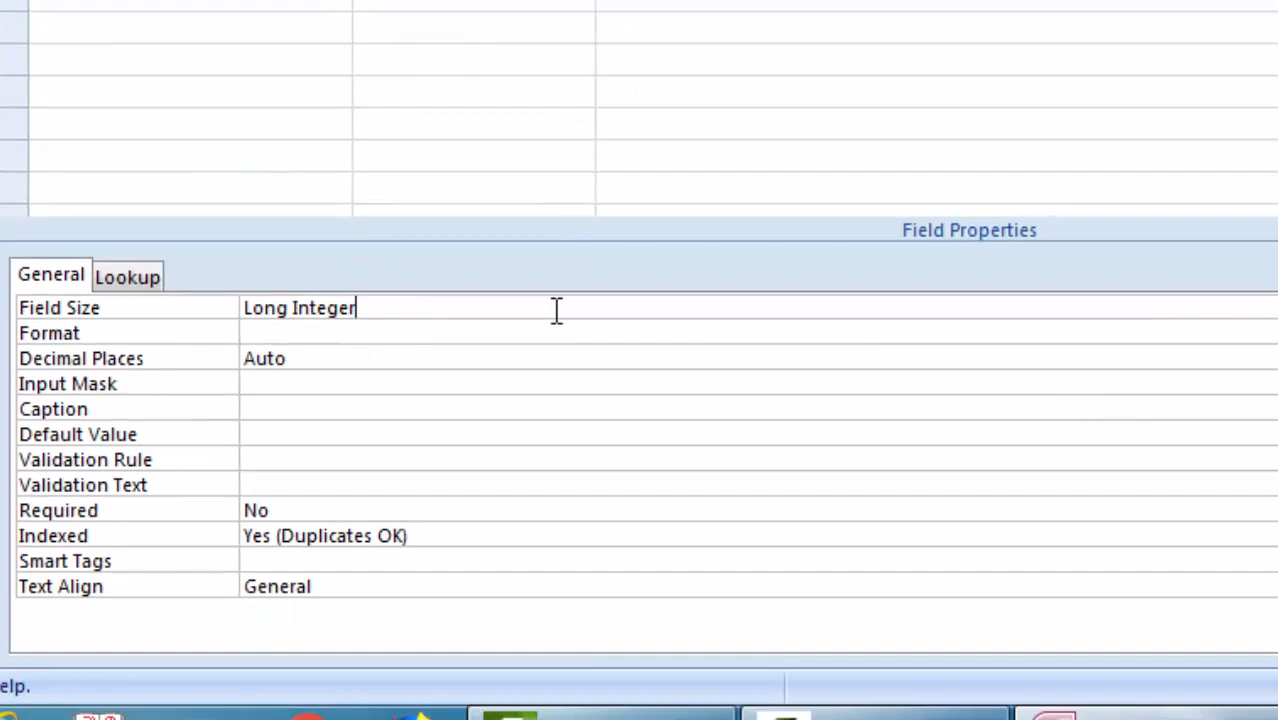 Field Properties
General Lookup
Field Size Long Integer
Format
Decimal Places Auto
Input Mask
Caption
Default Value
Validation Rule
Validation Text
Required No
Indexed Yes (Duplicates OK)
Smart Tags
Text Align General
elp.